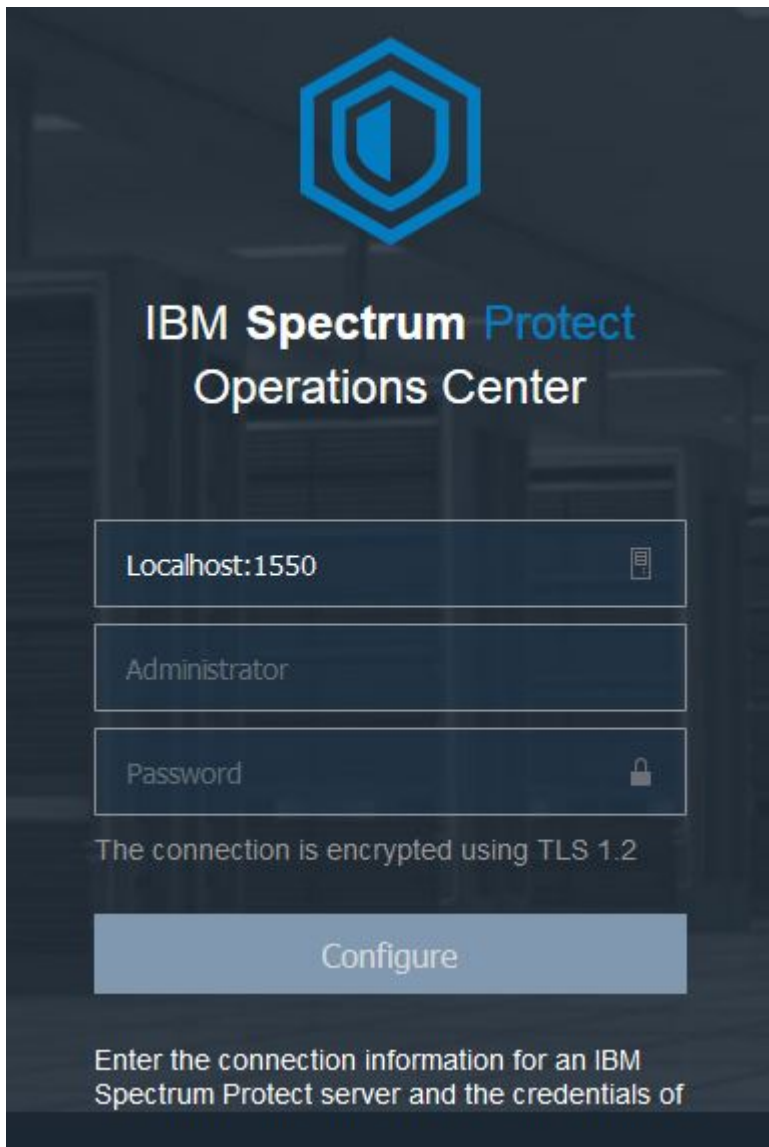 IBM Spectrum Protect
Operations Center
Localhost:1550
Administrator
Password
The connection is encrypted using TLS 1.2
Configure
Enter the connection information for an IBM
Spectrum Protect server and the credentials of